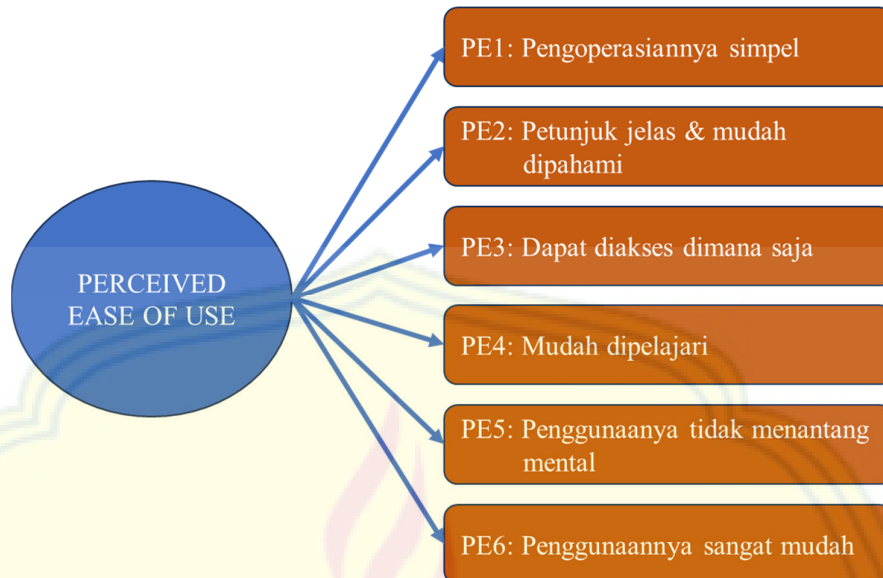 PERCEIVED
EASE OF USE
PE1: Pengoperasiannya simpel
PE2: Petunjuk jelas & mudah
dipahami
PE3: Dapat diakses dimana saja
PE4: Mudah dipelajari
PE5: Penggunaanya tidak menantang
mental
PE6: Penggunaannya sangat mudah